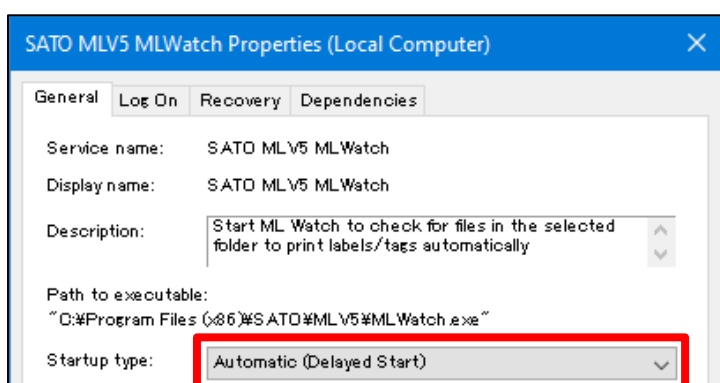 SATO MLV5 MLWatch Properties (Local Computer)
General Log On Recovery Dependencies
Service name: SATO MLV5 MLWatch
Display name: SATO MLV5 MLWatch
Description: Start ML Watch to check for files in the selected
folder to print labels/tags automatically
Path to executable:
"C:¥Program Files (x86)¥SATO¥MLV5¥MLWatch.exe"
Startup type: Automatic (Delayed Start)